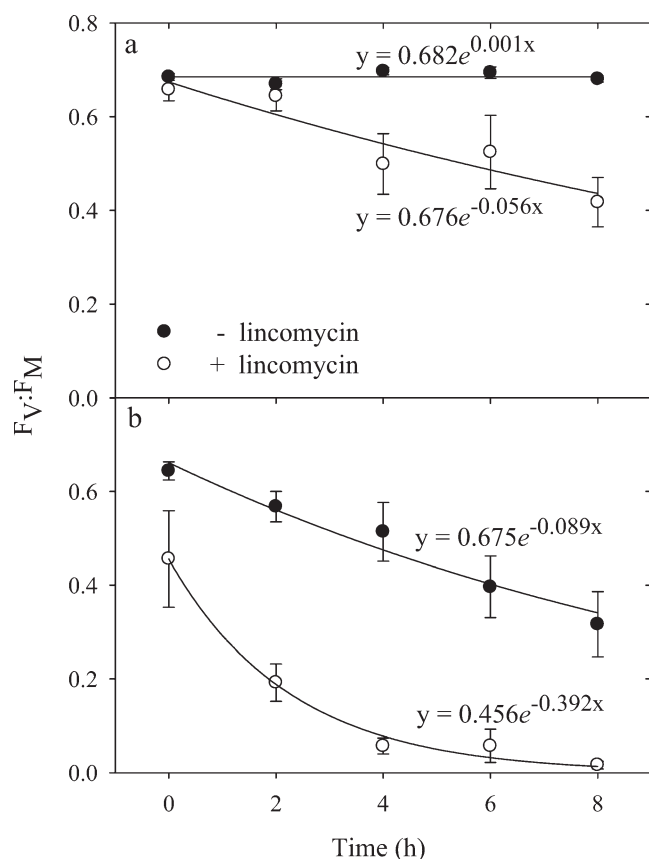 a
0.8
y = 0.682e^0.001x
0.6
0.4
y = 0.676e^-0.056x
0.2
- lincomycin
+ lincomycin
0.0
F_V:F_M
b
0.6
y = 0.675e^-0.089x
0.4
0.2
y = 0.456e^-0.392x
0.0
0 2 4 6 8
Time (h)